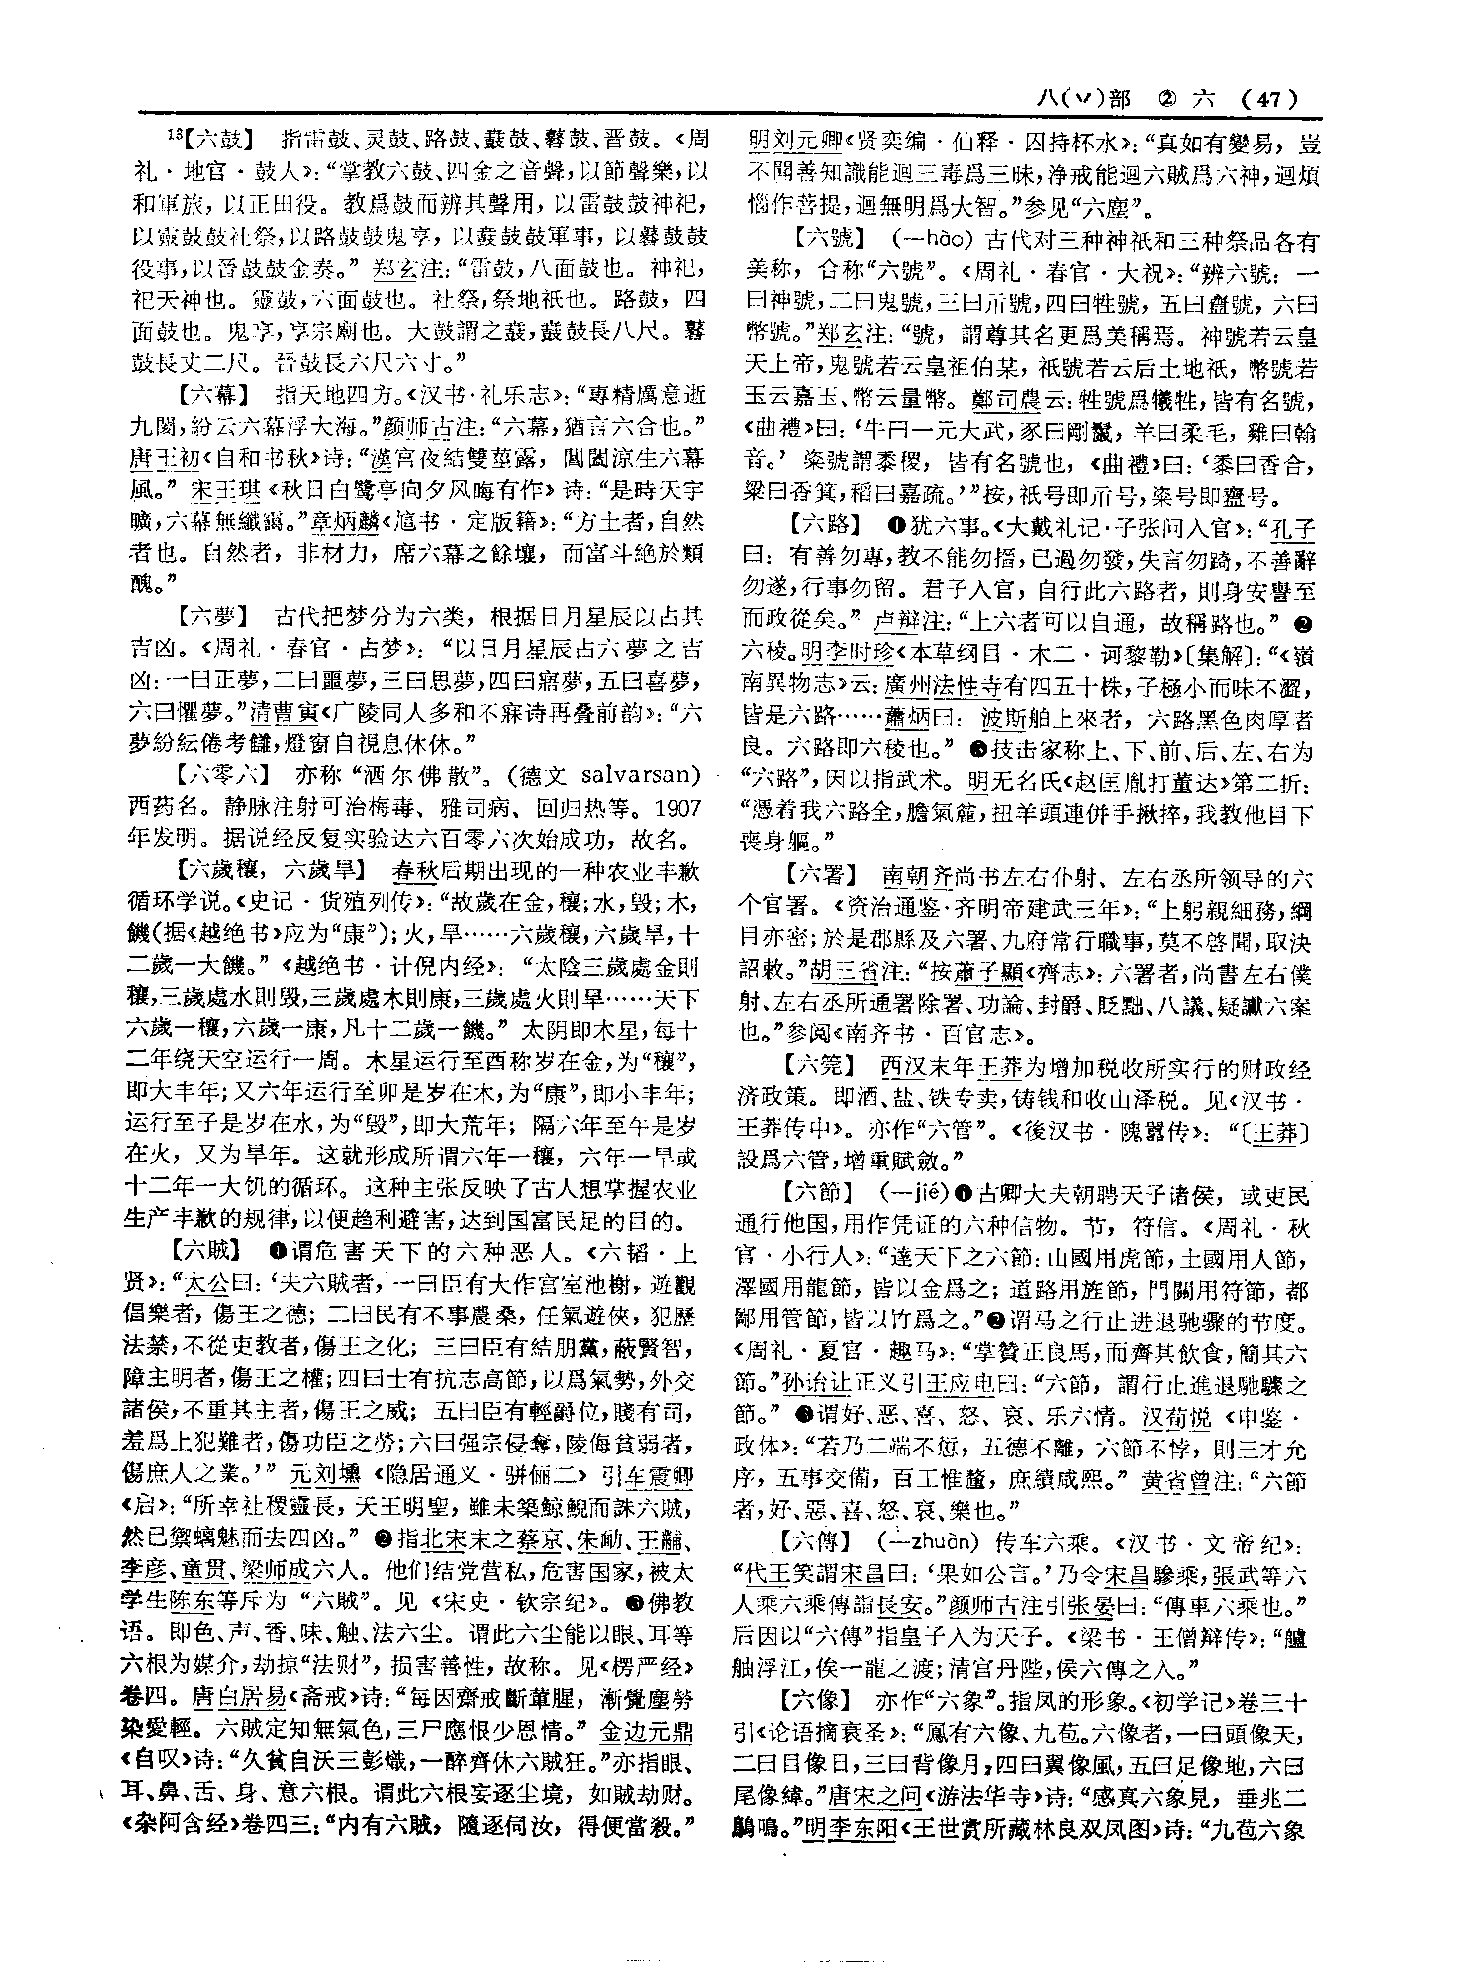 八(丷)部 ② 六 (47)
¹³【六鼓】 指雷鼓、灵鼓、路鼓、鼖鼓、鼛鼓、晋鼓。《周
礼·地官·鼓人》：“掌教六鼓、四金之音聲，以節聲樂，以
和軍旅，以正田役。教爲鼓而辨其聲用，以雷鼓鼓神祀，
以靈鼓鼓社祭，以路鼓鼓鬼享，以鼖鼓鼓軍事，以鼛鼓鼓
役事，以晉鼓鼓金奏。”郑玄注：“雷鼓，八面鼓也。神祀，
祀天神也。靈鼓，六面鼓也。社祭，祭地祇也。路鼓，四
面鼓也。鬼享，享宗廟也。大鼓謂之鼖，鼖鼓長八尺。鼛
鼓長丈二尺。晉鼓長六尺六寸。”
【六幕】 指天地四方。《汉书·礼乐志》：“專精厲意逝
九閡，紛云六幕浮大海。”颜师古注：“六幕，猶言六合也。”
唐王初《自和书秋》诗：“漢宮夜結雙莖露，閶闔涼生六幕
風。”宋王琪《秋日白鹭亭向夕风晦有作》诗：“是時天宇
曠，六幕無纖靄。”章炳麟《訄书·定版籍》：“方土者，自然
者也。自然者，非材力，席六幕之餘壤，而富斗絶於類
醜。”
【六夢】 古代把梦分为六类，根据日月星辰以占其
吉凶。《周礼·春官·占梦》：“以日月星辰占六夢之吉
凶：一曰正夢，二曰噩夢，三曰思夢，四曰寤夢，五曰喜夢，
六曰懼夢。”清曹寅《广陵同人多和不寐诗再叠前韵》：“六
夢紛紜倦考讎，燈窗自視息休休。”
【六零六】 亦称“洒尔佛散”。(德文 salvarsan)
西药名。静脉注射可治梅毒、雅司病、回归热等。1907
年发明。据说经反复实验达六百零六次始成功，故名。
【六歲穰，六歲旱】 春秋后期出现的一种农业丰歉
循环学说。《史记·货殖列传》：“故歲在金，穰；水，毁；木，
饑(据《越绝书》应为“康”)；火，旱……六歲穰，六歲旱，十
二歲一大饑。”《越绝书·计倪内经》：“太陰三歲處金則
穰，三歲處水則毁，三歲處木則康，三歲處火則旱……天下
六歲一穰，六歲一康，凡十二歲一饑。”太阴即木星，每十
二年绕天空运行一周。木星运行至酉称岁在金，为“穰”，
即大丰年；又六年运行至卯是岁在木，为“康”，即小丰年；
运行至子是岁在水，为“毁”，即大荒年；隔六年至午是岁
在火，又为旱年。这就形成所谓六年一穰，六年一旱或
十二年一大饥的循环。这种主张反映了古人想掌握农业
生产丰歉的规律，以便趋利避害，达到国富民足的目的。
【六賊】 ❶谓危害天下的六种恶人。《六韬·上
贤》：“太公曰：‘夫六賊者，一曰臣有大作宫室池榭，遊觀
倡樂者，傷王之德；二曰民有不事農桑，任氣遊俠，犯歷
法禁，不從吏教者，傷王之化；三曰臣有結朋黨，蔽賢智，
障主明者，傷王之權；四曰士有抗志高節，以爲氣勢，外交
諸侯，不重其主者，傷王之威；五曰臣有輕爵位，賤有司，
羞爲上犯難者，傷功臣之勞；六曰强宗侵奪，陵侮貧弱者，
傷庶人之業。’”元刘壎《隐居通义·骈俪二》引车震卿
《启》：“所幸社稷靈長，天王明聖，雖未築鯨鯢而誅六賊，
然已禦螭魅而去四凶。”❷指北宋末之蔡京、朱勔、王黼、
李彦、童贯、梁师成六人。他们结党营私，危害国家，被太
学生陈东等斥为“六賊”。见《宋史·钦宗纪》。❸佛教
语。即色、声、香、味、触、法六尘。谓此六尘能以眼、耳等
六根为媒介，劫掠“法财”，损害善性，故称。见《楞严经》
卷四。唐白居易《斋戒》诗：“每因齋戒斷葷腥，漸覺塵勞
染愛輕。六賊定知無氣色，三尸應恨少恩情。”金边元鼎
《自叹》诗：“久貧自沃三彭熾，一醉齊休六賊狂。”亦指眼、
耳、鼻、舌、身、意六根。谓此六根妄逐尘境，如贼劫财。
《杂阿含经》卷四三：“内有六賊，隨逐伺汝，得便當殺。”
明刘元卿《贤奕编·仙释·因持杯水》：“真如有變易，豈
不聞善知識能迴三毒爲三昧，净戒能迴六賊爲六神，迴煩
惱作菩提，迴無明爲大智。”参见“六塵”。
【六號】 (—hào) 古代对三种神祇和三种祭品各有
美称，合称“六號”。《周礼·春官·大祝》：“辨六號：一
曰神號，二曰鬼號，三曰示號，四曰牲號，五曰齍號，六曰
幣號。”郑玄注：“號，謂尊其名更爲美稱焉。神號若云皇
天上帝，鬼號若云皇祖伯某，祇號若云后土地祇，幣號若
玉云嘉玉、幣云量幣。鄭司農云：牲號爲犧牲，皆有名號，
《曲禮》曰：‘牛曰一元大武，豕曰剛鬣，羊曰柔毛，雞曰翰
音。’粢號謂黍稷，皆有名號也，《曲禮》曰：‘黍曰香合，
粱曰香箕，稻曰嘉疏。’”按，祇号即示号，粢号即齍号。
【六路】 ❶犹六事。《大戴礼记·子张问入官》：“孔子
曰：有善勿專，教不能勿搢，已過勿發，失言勿踦，不善辭
勿遂，行事勿留。君子入官，自行此六路者，則身安譽至
而政從矣。”卢辩注：“上六者可以自通，故稱路也。”❷
六棱。明李时珍《本草纲目·木二·诃黎勒》〔集解〕：“《嶺
南異物志》云：廣州法性寺有四五十株，子極小而味不澀，
皆是六路……蕭炳曰：波斯舶上來者，六路黑色肉厚者
良。六路即六稜也。”❸技击家称上、下、前、后、左、右为
“六路”，因以指武术。明无名氏《赵匡胤打董达》第二折：
“憑着我六路全，膽氣麄，扭羊頭連併手揪捽，我教他目下
喪身軀。”
【六署】 南朝齐尚书左右仆射、左右丞所领导的六
个官署。《资治通鉴·齐明帝建武三年》：“上躬親細務，綱
目亦密；於是郡縣及六署、九府常行職事，莫不啓聞，取決
詔敕。”胡三省注：“按蕭子顯《齊志》：六署者，尚書左右僕
射、左右丞所通署除署、功論、封爵、貶黜、八議、疑讞六案
也。”参阅《南齐书·百官志》。
【六筦】 西汉末年王莽为增加税收所实行的财政经
济政策。即酒、盐、铁专卖，铸钱和收山泽税。见《汉书·
王莽传中》。亦作“六管”。《後汉书·隗嚣传》：“〔王莽〕
設爲六管，增重賦斂。”
【六節】 (—jié)❶古卿大夫朝聘天子诸侯，或吏民
通行他国，用作凭证的六种信物。节，符信。《周礼·秋
官·小行人》：“達天下之六節：山國用虎節，土國用人節，
澤國用龍節，皆以金爲之；道路用旌節，門關用符節，都
鄙用管節，皆以竹爲之。”❷谓马之行止进退驰骤的节度。
《周礼·夏官·趣马》：“掌贊正良馬，而齊其飲食，簡其六
節。”孙诒让正义引王应电曰：“六節，謂行止進退馳驟之
節。”❸谓好、恶、喜、怒、哀、乐六情。汉荀悦《申鉴·
政体》：“若乃二端不愆，五德不離，六節不悖，則三才允
序，五事交備，百工惟釐，庶績咸熙。”黄省曾注：“六節
者，好、惡、喜、怒、哀、樂也。”
【六傳】 (—zhuàn) 传车六乘。《汉书·文帝纪》：
“代王笑謂宋昌曰：‘果如公言。’乃令宋昌驂乘，張武等六
人乘六乘傳詣長安。”颜师古注引张晏曰：“傳車六乘也。”
后因以“六傳”指皇子入为天子。《梁书·王僧辩传》：“艫
舳浮江，俟一龍之渡；清宫丹陛，俟六傳之入。”
【六像】 亦作“六象”。指凤的形象。《初学记》卷三十
引《论语摘衰圣》：“鳳有六像、九苞。六像者，一曰頭像天，
二曰目像日，三曰背像月，四曰翼像風，五曰足像地，六曰
尾像緯。”唐宋之问《游法华寺》诗：“感真六象見，垂兆二
鶡鳴。”明李东阳《王世赏所藏林良双凤图》诗：“九苞六象